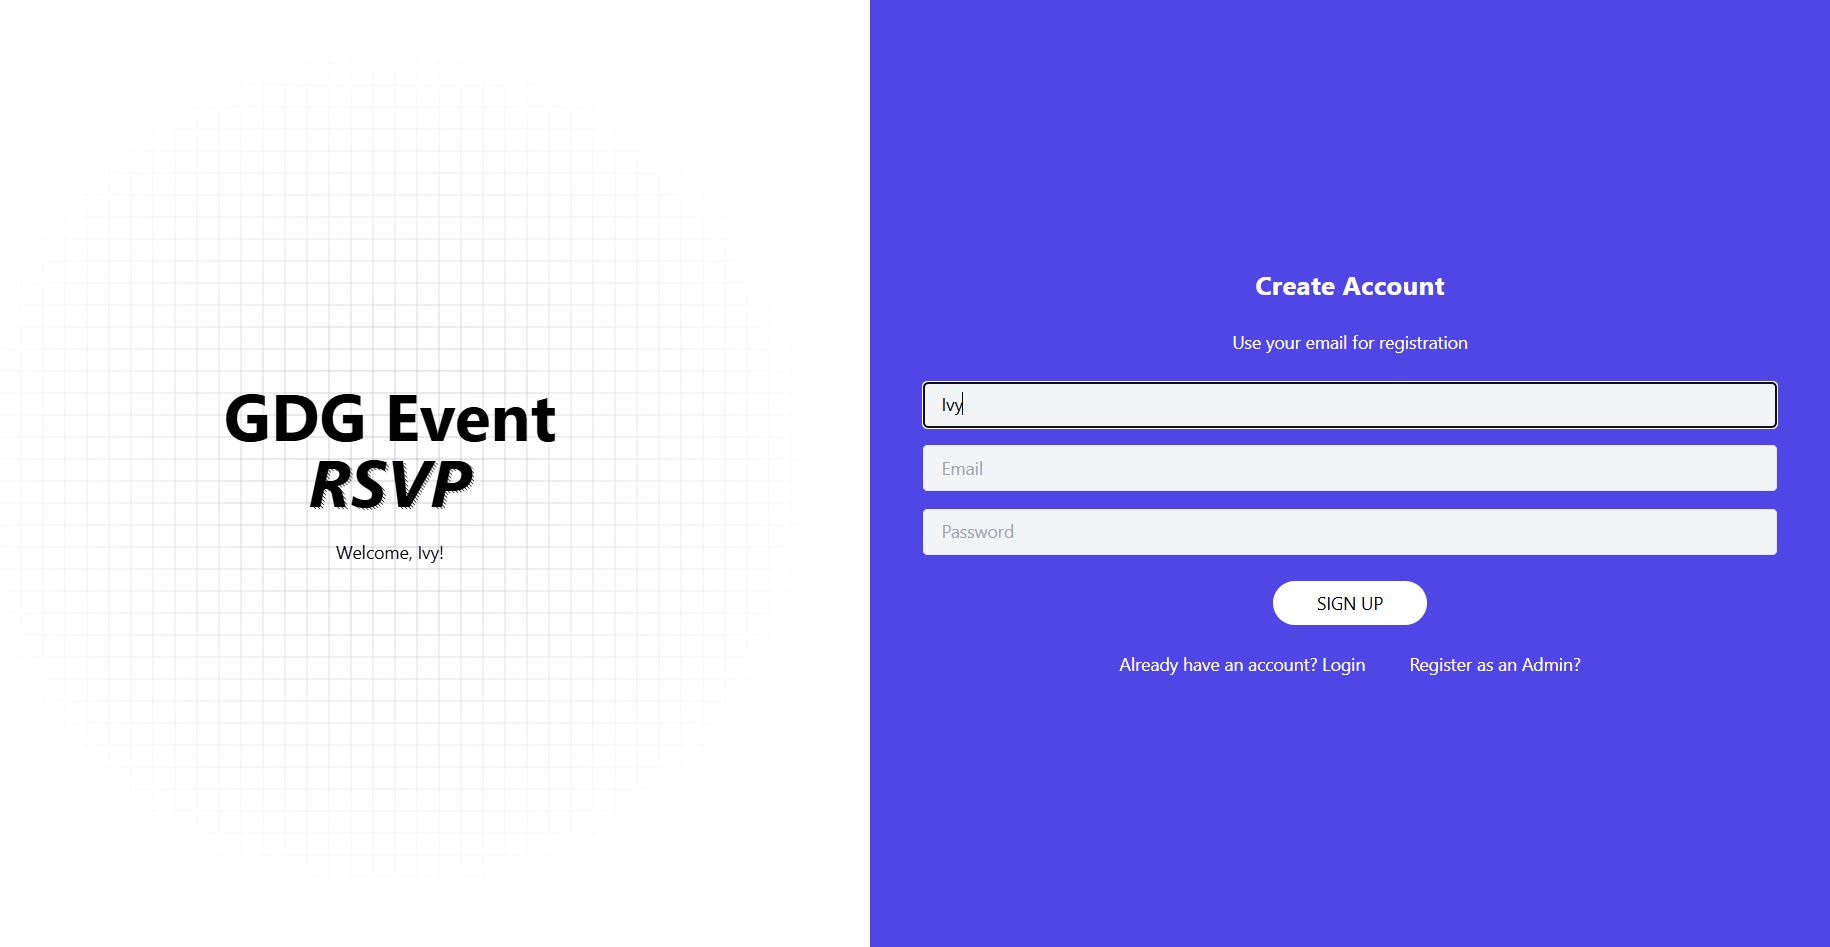 GDG Event
RSVP
Welcome, Ivy!
Create Account
Use your email for registration
Ivy
Email
Password
SIGN UP
Already have an account? Login
Register as an Admin?